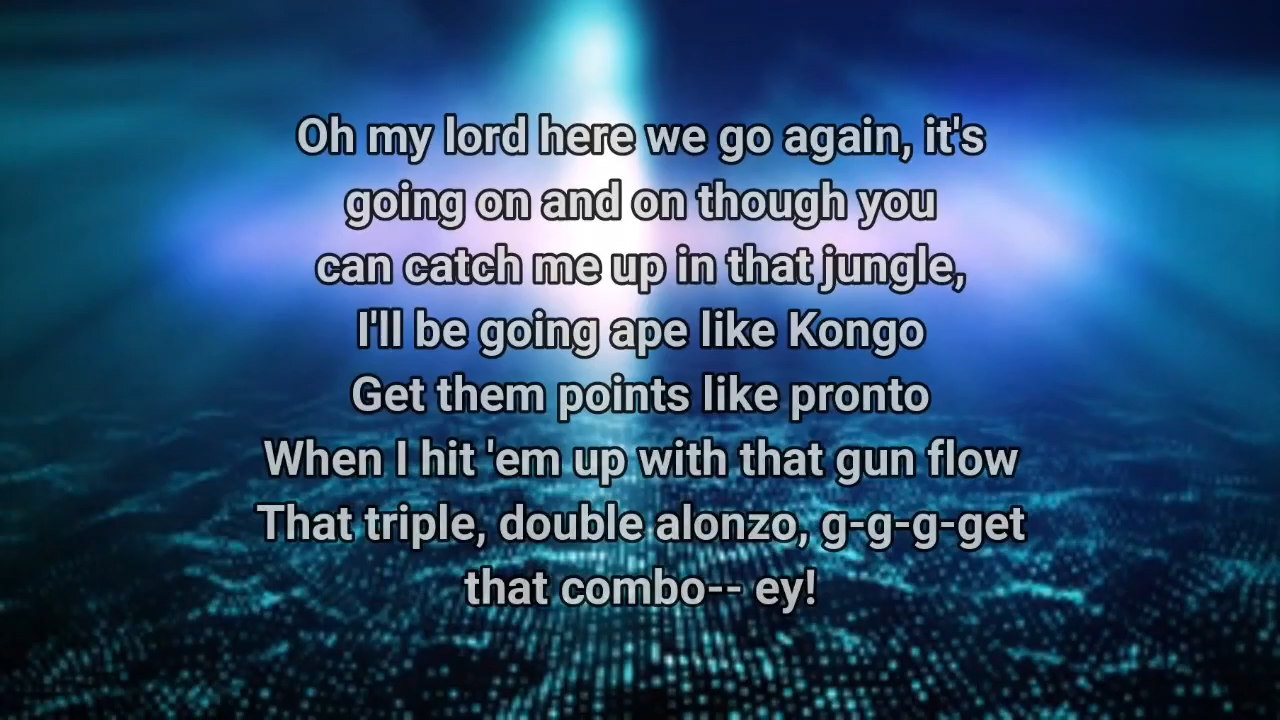 Oh my lord here we go again, it's
going on and on though you
can catch me up in that jungle,
I'll be going ape like Kongo
Get them points like pronto
When I hit 'em up with that gun flow
That triple, double alonzo, g-g-g-get
that combo-- ey!